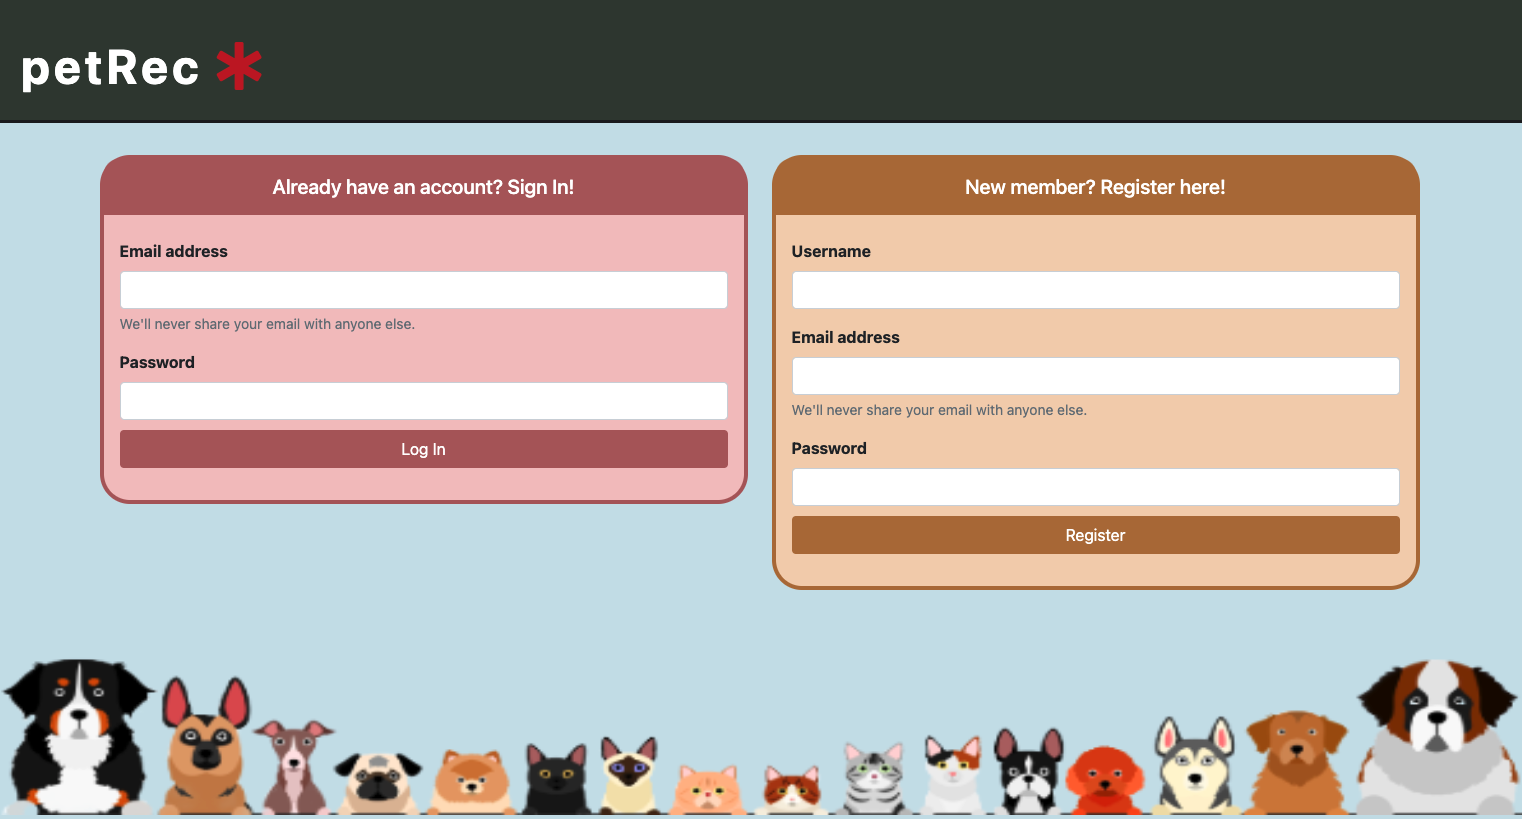 petRec *
Already have an account? Sign In!
Email address
We'll never share your email with anyone else.
Password
Log In
New member? Register here!
Username
Email address
We'll never share your email with anyone else.
Password
Register